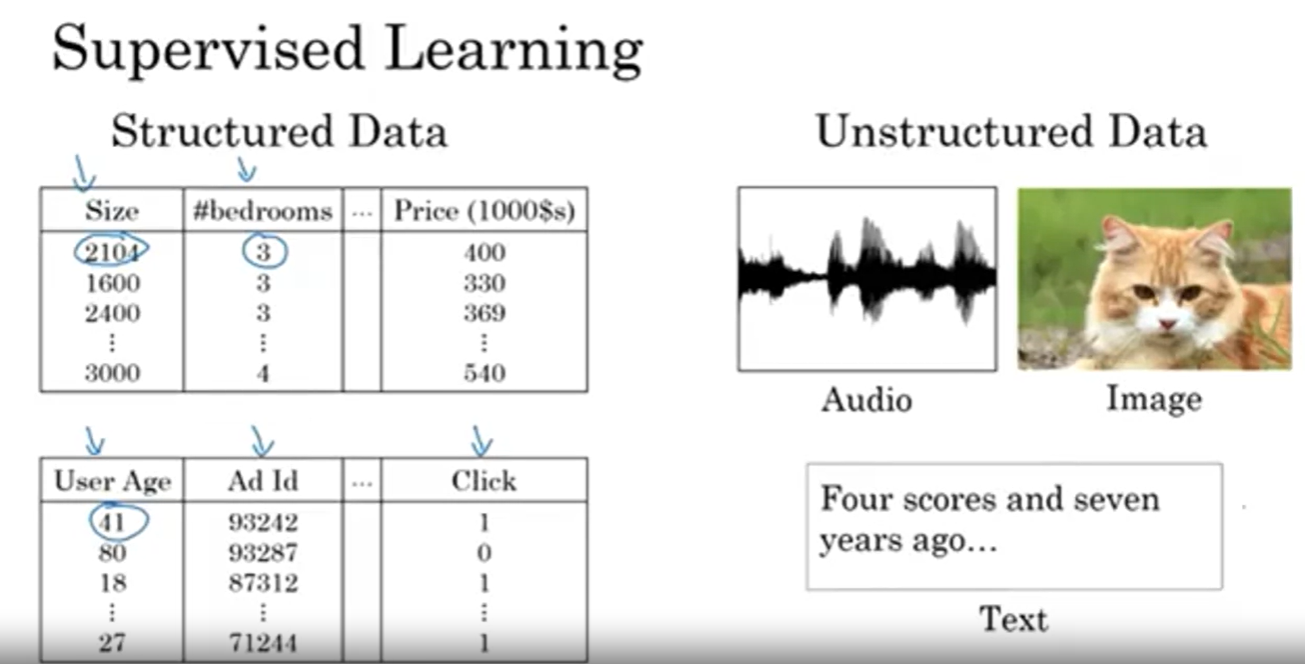 Supervised Learning
Structured Data
Size #bedrooms ... Price (1000$s)
2104 3 400
1600 3 330
2400 3 369
⋮ ⋮ ⋮
3000 4 540
User Age Ad Id ... Click
41 93242 1
80 93287 0
18 87312 1
⋮ ⋮ ⋮
27 71244 1
Unstructured Data
Audio Image
Four scores and seven
years ago...
Text